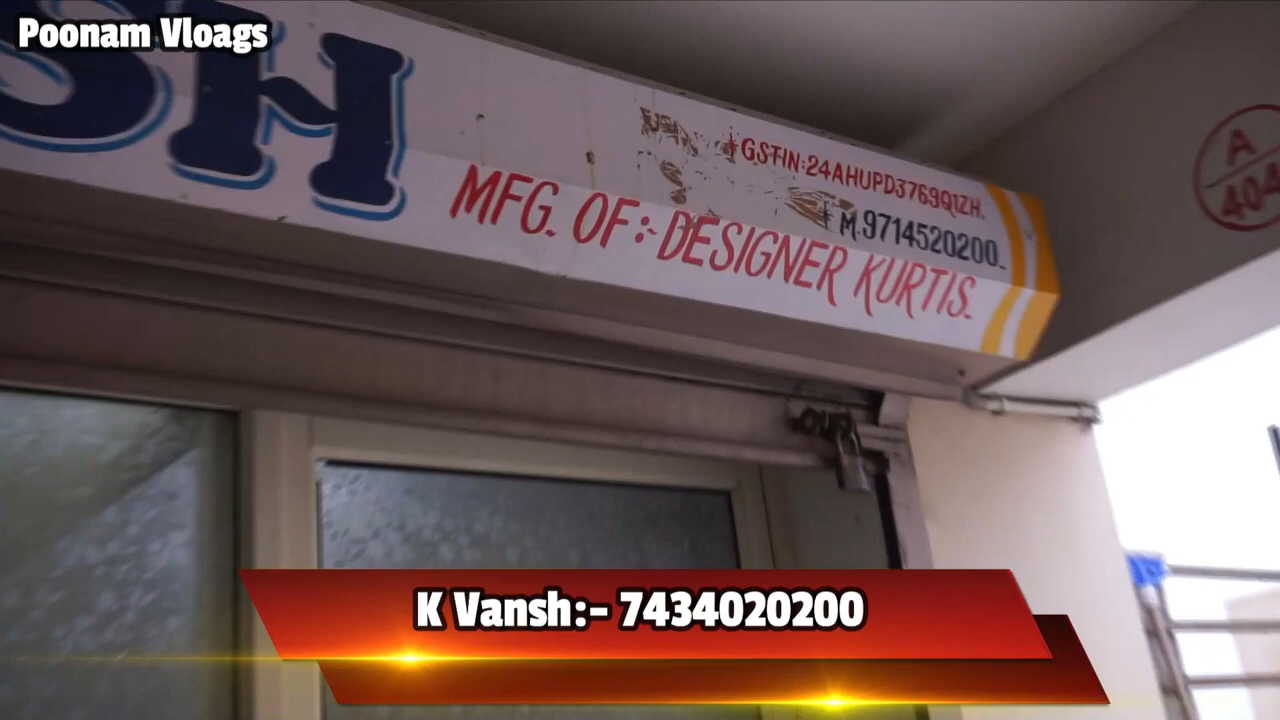 Poonam Vloags
SH
*GSTIN:24AHUPD3769Q1ZH.
M.9714520200.
MFG. OF:- DESIGNER KURTIS.
A
404
K Vansh:- 7434020200